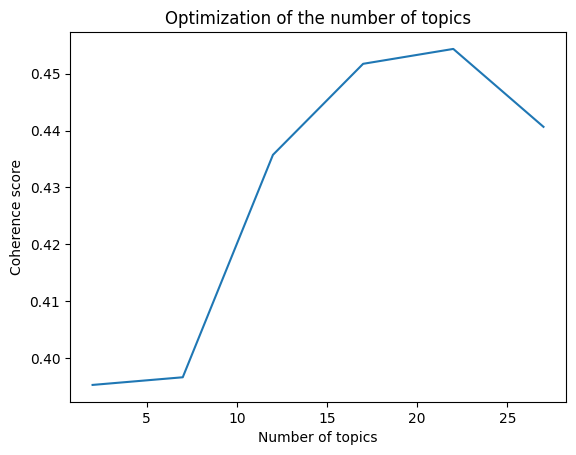 Optimization of the number of topics
Coherence score
0.45
0.44
0.43
0.42
0.41
0.40
5 10 15 20 25
Number of topics